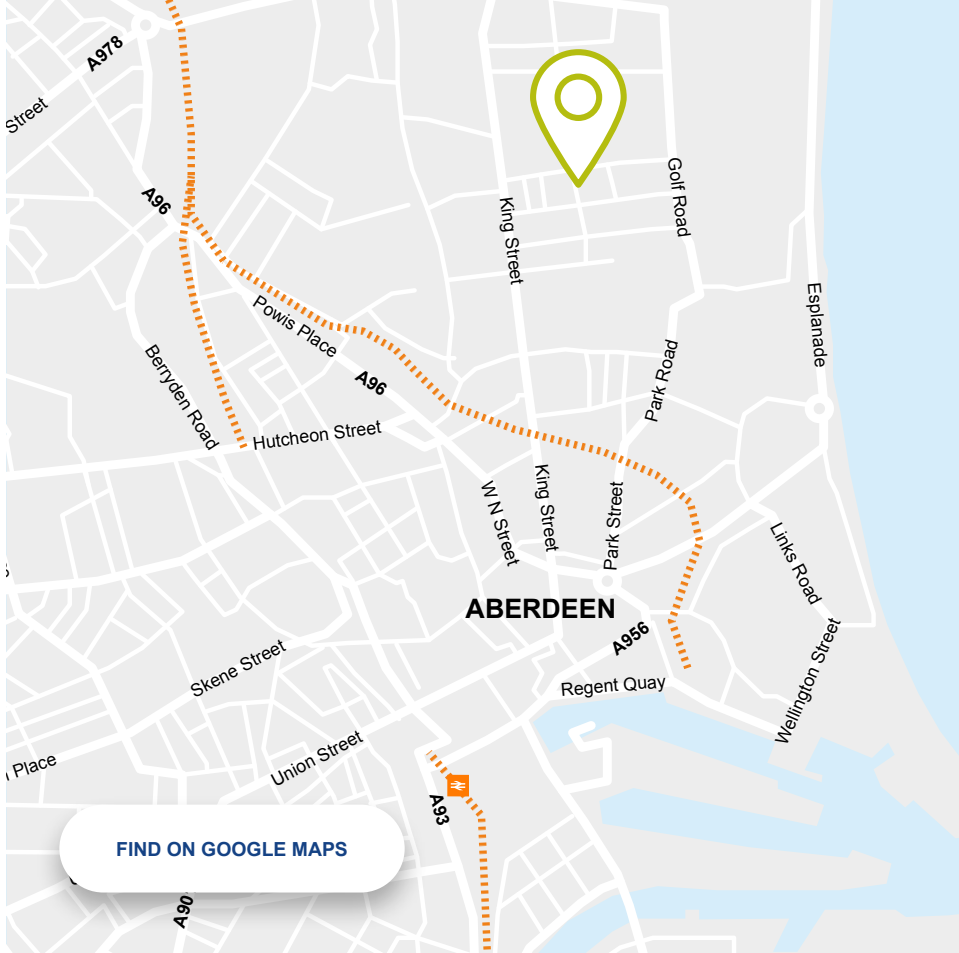 A978
Street
A96
Golf Road
King Street
Esplanade
Powis Place
Park Road
Berryden Road
A96
Hutcheon Street
King Street
W N Street
Park Street
Links Road
ABERDEEN
A956
Skene Street
Wellington Street
Regent Quay
Union Street
Place
A93
FIND ON GOOGLE MAPS
A90